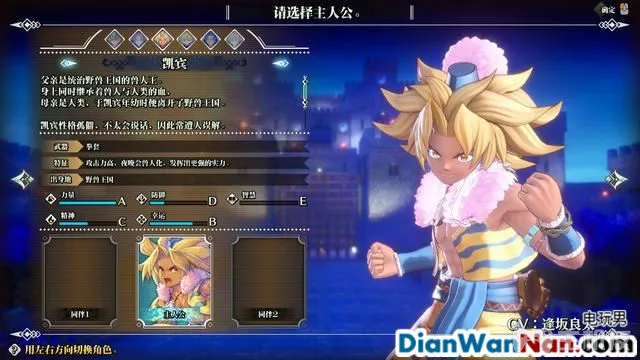 请选择主人公。
确定
凯宾
父亲是统治野兽王国的兽人王。
身上同时继承着兽人与人类的血,
母亲是人类,于凯宾年幼时便离开了野兽王国。
凯宾性格孤僻,不太会说话,因此常遭人误解。
武器 拳套
特征 攻击力高,夜晚会兽人化,发挥出更强的实力。
出身地 野兽王国
力量 A 防御 D 智慧 E
精神 C 幸运 B
同伴1 主人公 同伴2
CV:逢坂良太
电玩男
DianWanNan.com
用左右方向切换角色。